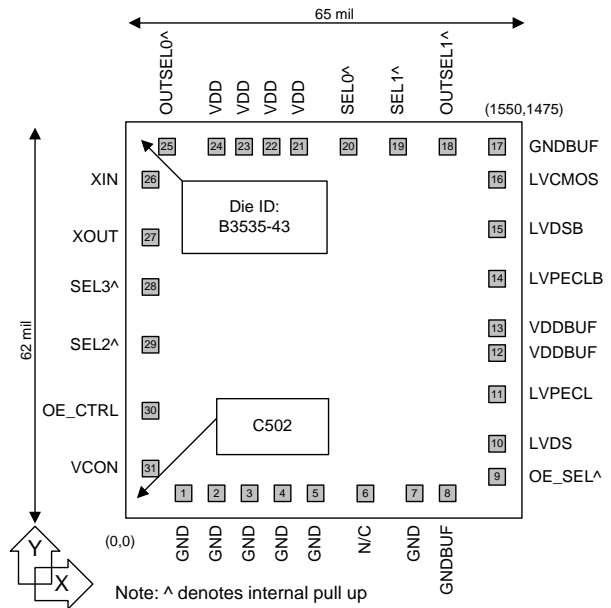 65 mil
OUTSEL0^
VDD
VDD
VDD
VDD
SEL0^
SEL1^
OUTSEL1^
(1550,1475)
25
24
23
22
21
20
19
18
17
GNDBUF
XIN
26
16
LVCMOS
Die ID:
B3535-43
XOUT
27
15
LVDSB
SEL3^
28
14
LVPECLB
62 mil
13
VDDBUF
SEL2^
29
12
VDDBUF
11
LVPECL
OE_CTRL
30
C502
10
LVDS
VCON
31
9
OE_SEL^
1
2
3
4
5
6
7
8
(0,0)
GND
GND
GND
GND
GND
N/C
GND
GNDBUF
Y
X
Note: ^ denotes internal pull up